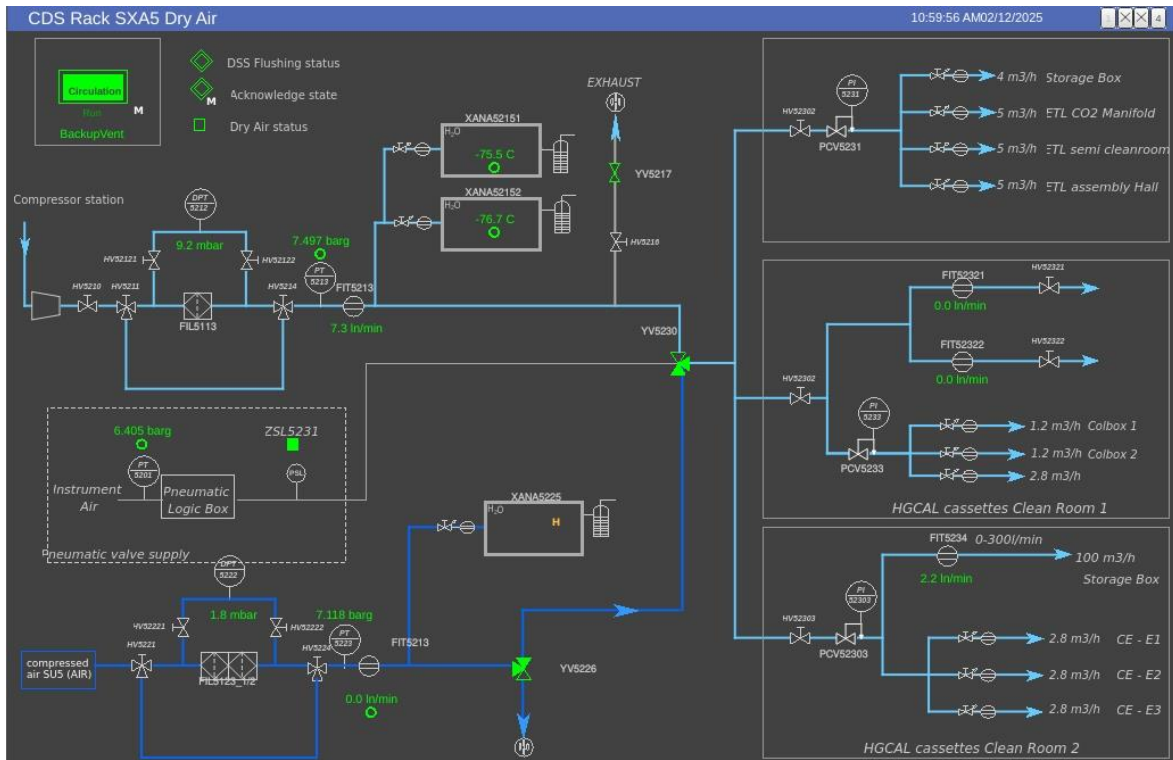 CDS Rack SXA5 Dry Air
10:59:56 AM02/12/2025
4
Circulation
Run
M
BackupVent
DSS Flushing status
M
Acknowledge state
Dry Air status
EXHAUST
XANA52151
H2O
-75.5 C
XANA52152
H2O
-76.7 C
YV5217
HV5216
Compressor station
DPT
5212
9.2 mbar
HV52121
HV52122
7.497 barg
PT
5213
FIT5213
HV5210
HV5211
HV5214
FIL5113
7.3 ln/min
YV5230
6.405 barg
ZSL5231
PT
5201
PSL
Instrument
Air
Pneumatic
Logic Box
Pneumatic valve supply
XANA5225
H2O
H
DPT
5222
1.8 mbar
HV52222
7.118 barg
PT
5223
FIT5213
HV5221
HV5224
compressed
air SU5 (AIR)
FIL5123_1/2
0.0 ln/min
YV5226
HV52302
PI
5231
PCV5231
4 m3/h Storage Box
5 m3/h ETL CO2 Manifold
5 m3/h ETL semi cleanroom
5 m3/h ETL assembly Hall
FIT52321
HV52321
0.0 ln/min
FIT52322
HV52322
0.0 ln/min
HV52302
PI
5233
PCV5233
1.2 m3/h Colbox 1
1.2 m3/h Colbox 2
2.8 m3/h
HGCAL cassettes Clean Room 1
FIT5234
0-300l/min
2.2 ln/min
100 m3/h
Storage Box
HV52303
PI
52303
PCV52303
2.8 m3/h CE - E1
2.8 m3/h CE - E2
2.8 m3/h CE - E3
HGCAL cassettes Clean Room 2